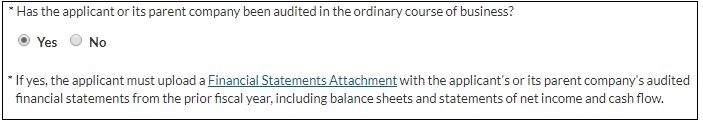 * Has the applicant or its parent company been audited in the ordinary course of business?
Yes No
* If yes, the applicant must upload a Financial Statements Attachment with the applicant's or its parent company's audited
financial statements from the prior fiscal year, including balance sheets and statements of net income and cash flow.